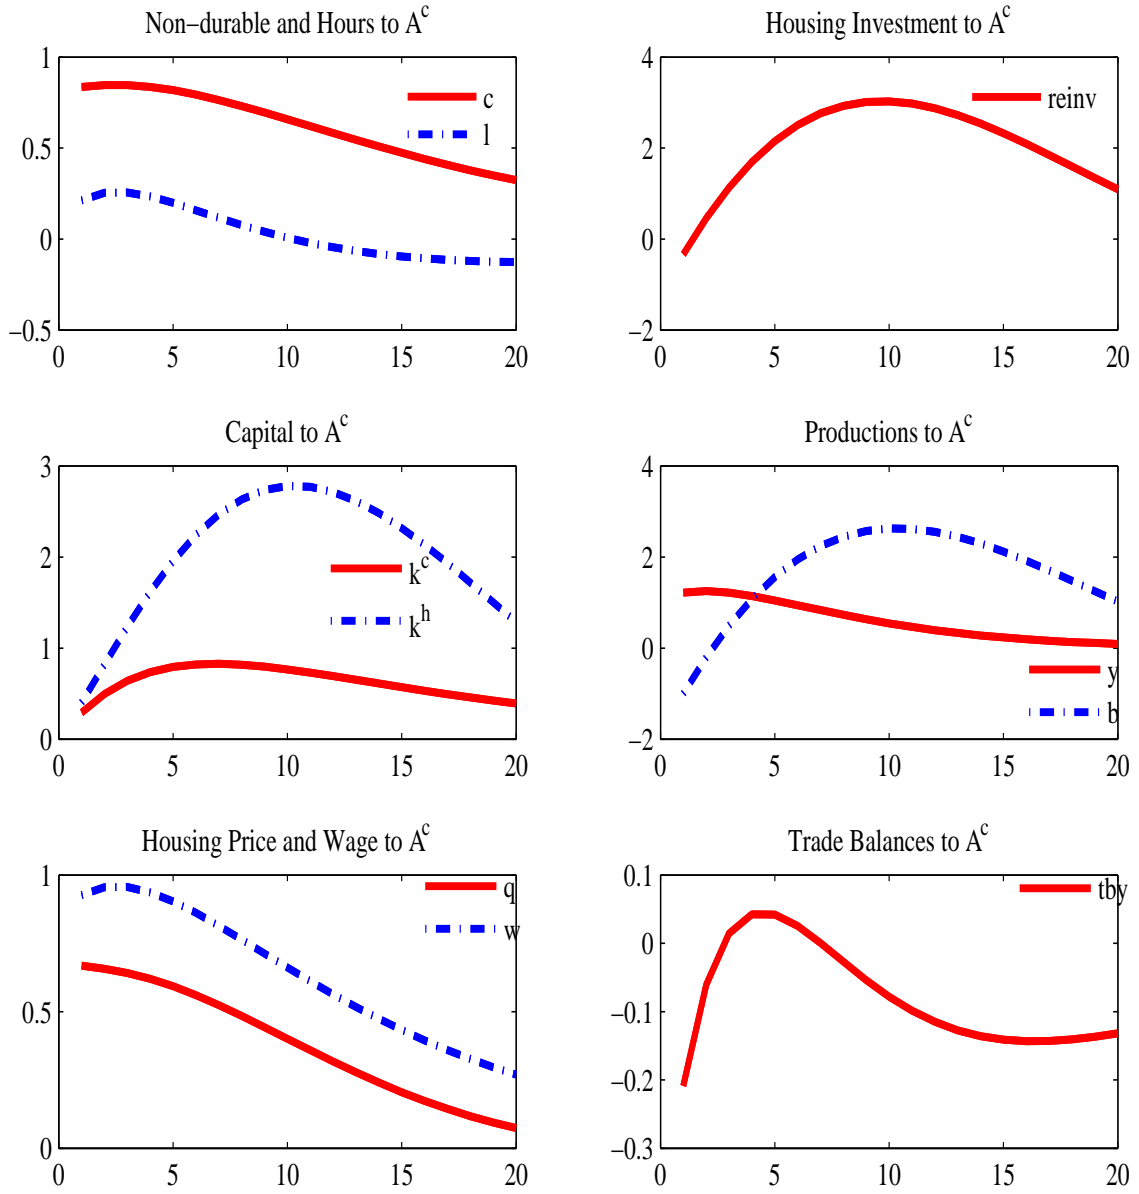 Non−durable and Hours to A^c
1
0.5
0
−0.5
0 5 10 15 20
c
l
Housing Investment to A^c
4
2
0
−2
0 5 10 15 20
reinv
Capital to A^c
3
2
1
0
0 5 10 15 20
k^c
k^h
Productions to A^c
4
2
0
−2
0 5 10 15 20
y
b
Housing Price and Wage to A^c
1
0.5
0
0 5 10 15 20
q
w
Trade Balances to A^c
0.1
0
−0.1
−0.2
−0.3
0 5 10 15 20
tby